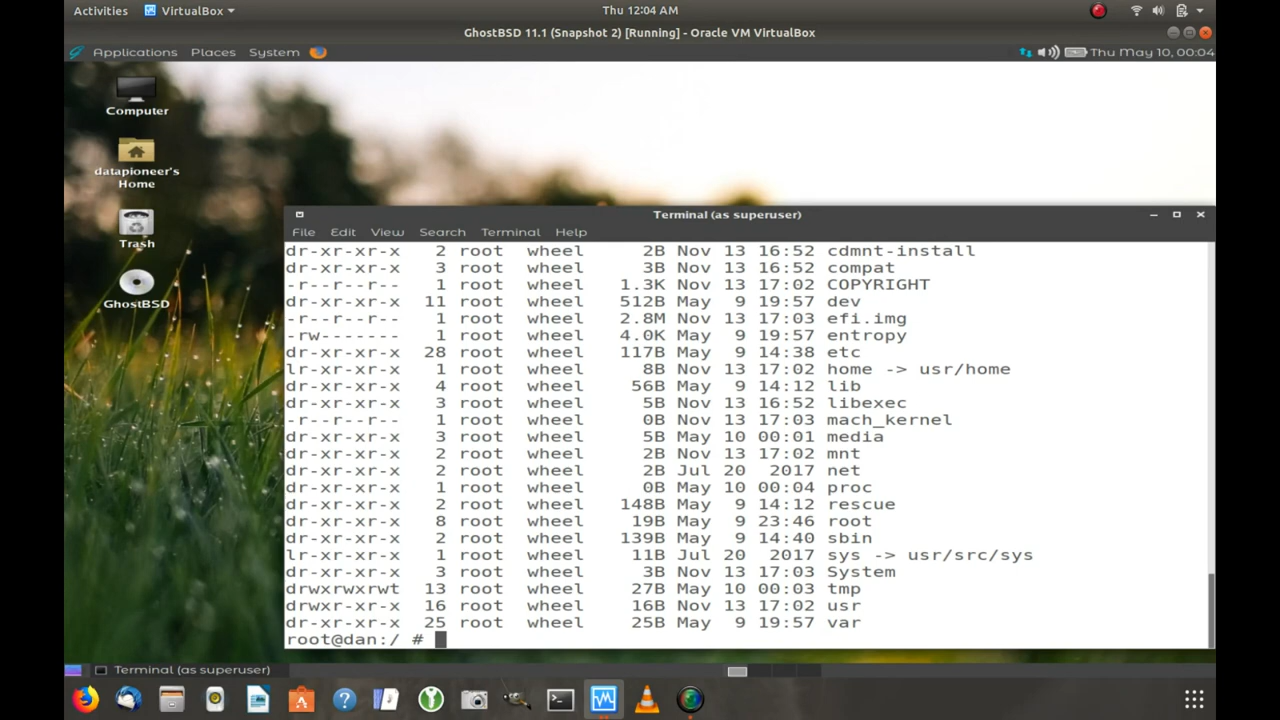 Activities VirtualBox Thu 12:04 AM
GhostBSD 11.1 (Snapshot 2) [Running] - Oracle VM VirtualBox
Applications Places System Thu May 10, 00:04
Computer
datapioneer's
Home
Trash
GhostBSD
Terminal (as superuser)
File Edit View Search Terminal Help
dr-xr-xr-x 2 root wheel 2B Nov 13 16:52 cdmnt-install
dr-xr-xr-x 3 root wheel 3B Nov 13 16:52 compat
-r--r--r-- 1 root wheel 1.3K Nov 13 17:02 COPYRIGHT
dr-xr-xr-x 11 root wheel 512B May 9 19:57 dev
-r--r--r-- 1 root wheel 2.8M Nov 13 17:03 efi.img
-rw------- 1 root wheel 4.0K May 9 19:57 entropy
dr-xr-xr-x 28 root wheel 117B May 9 14:38 etc
lr-xr-xr-x 1 root wheel 8B Nov 13 17:02 home -> usr/home
dr-xr-xr-x 4 root wheel 56B May 9 14:12 lib
dr-xr-xr-x 3 root wheel 5B Nov 13 16:52 libexec
-r--r--r-- 1 root wheel 0B Nov 13 17:03 mach_kernel
dr-xr-xr-x 3 root wheel 5B May 10 00:01 media
dr-xr-xr-x 2 root wheel 2B Nov 13 17:02 mnt
dr-xr-xr-x 2 root wheel 2B Jul 20 2017 net
dr-xr-xr-x 1 root wheel 0B May 10 00:04 proc
dr-xr-xr-x 2 root wheel 148B May 9 14:12 rescue
dr-xr-xr-x 8 root wheel 19B May 9 23:46 root
dr-xr-xr-x 2 root wheel 139B May 9 14:40 sbin
lr-xr-xr-x 1 root wheel 11B Jul 20 2017 sys -> usr/src/sys
dr-xr-xr-x 3 root wheel 3B Nov 13 17:03 System
drwxrwxrwt 13 root wheel 27B May 10 00:03 tmp
drwxr-xr-x 16 root wheel 16B Nov 13 17:02 usr
dr-xr-xr-x 25 root wheel 25B May 9 19:57 var
root@dan:/ #
Terminal (as superuser)